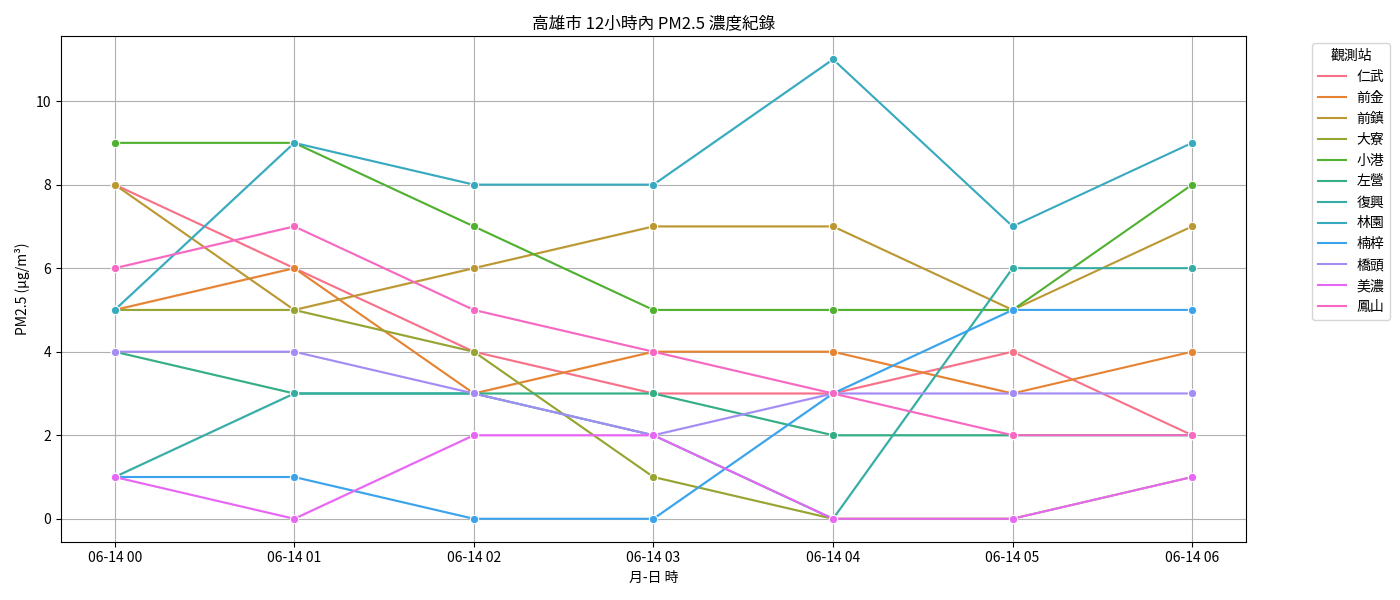 高雄市 12小時內 PM2.5 濃度紀錄
PM2.5 (μg/m³)
10
8
6
4
2
0
06-14 00
06-14 01
06-14 02
06-14 03
06-14 04
06-14 05
06-14 06
月-日 時
觀測站
仁武
前金
前鎮
大寮
小港
左營
復興
林園
楠梓
橋頭
美濃
鳳山